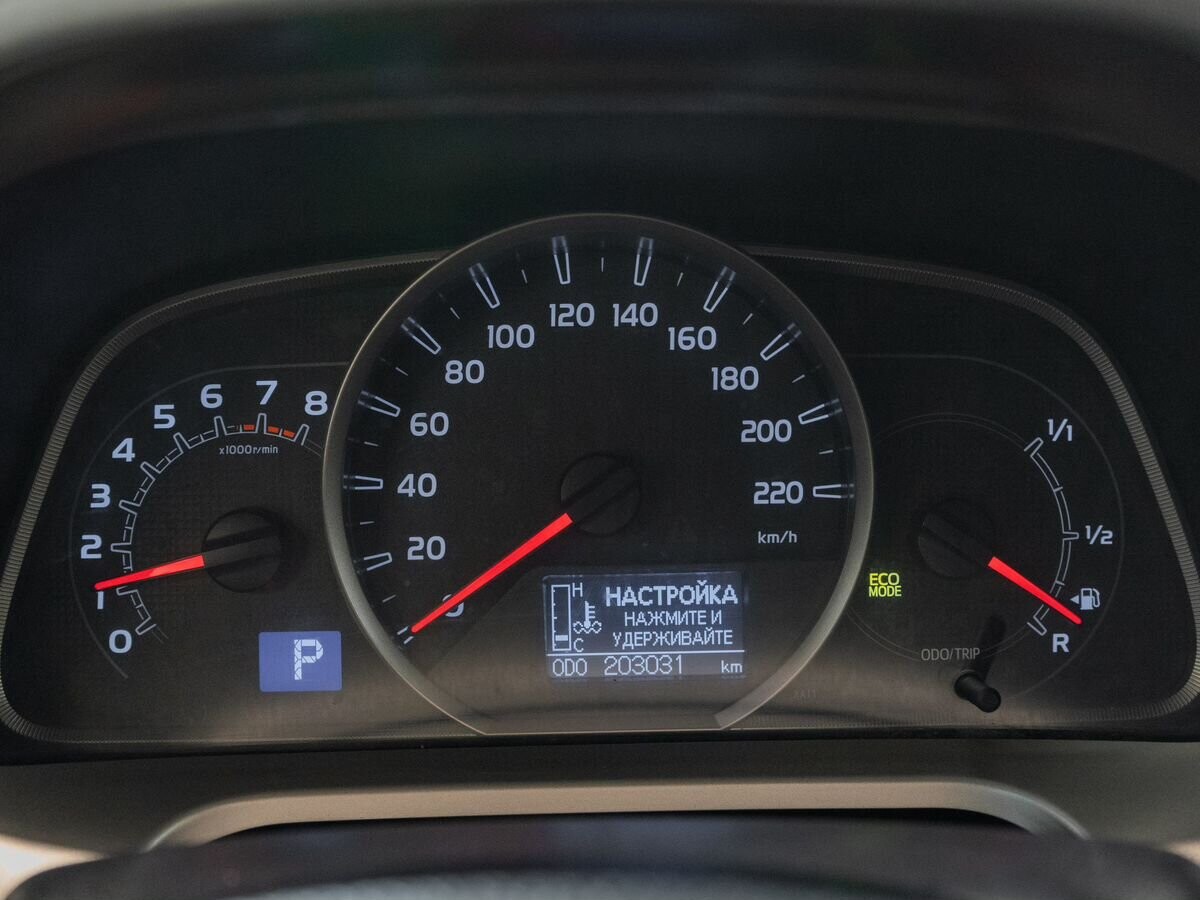 0
1
2
3
4
5
6
7
8
x1000r/min
P
0
20
40
60
80
100
120
140
160
180
200
220
km/h
H
C
НАСТРОЙКА
НАЖМИТЕ И
УДЕРЖИВАЙТЕ
ODO 203031 km
ECO
MODE
1/1
1/2
R
ODO/TRIP